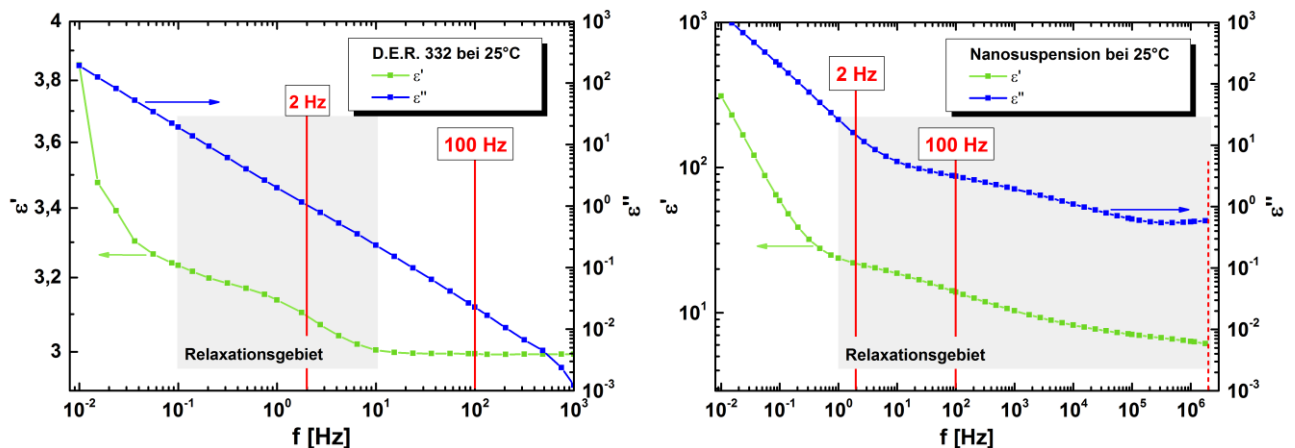 D.E.R. 332 bei 25°C
ε'
ε''
2 Hz
100 Hz
Relaxationsgebiet
4
3,8
3,6
3,4
3,2
3
ε'
10³
10²
10¹
10⁰
10⁻¹
10⁻²
10⁻³
ε''
10⁻² 10⁻¹ 10⁰ 10¹ 10² 10³
f [Hz]
Nanosuspension bei 25°C
ε'
ε''
2 Hz
100 Hz
Relaxationsgebiet
10³
10²
10¹
ε'
10³
10²
10¹
10⁰
10⁻¹
10⁻²
10⁻³
ε''
10⁻² 10⁻¹ 10⁰ 10¹ 10² 10³ 10⁴ 10⁵ 10⁶
f [Hz]